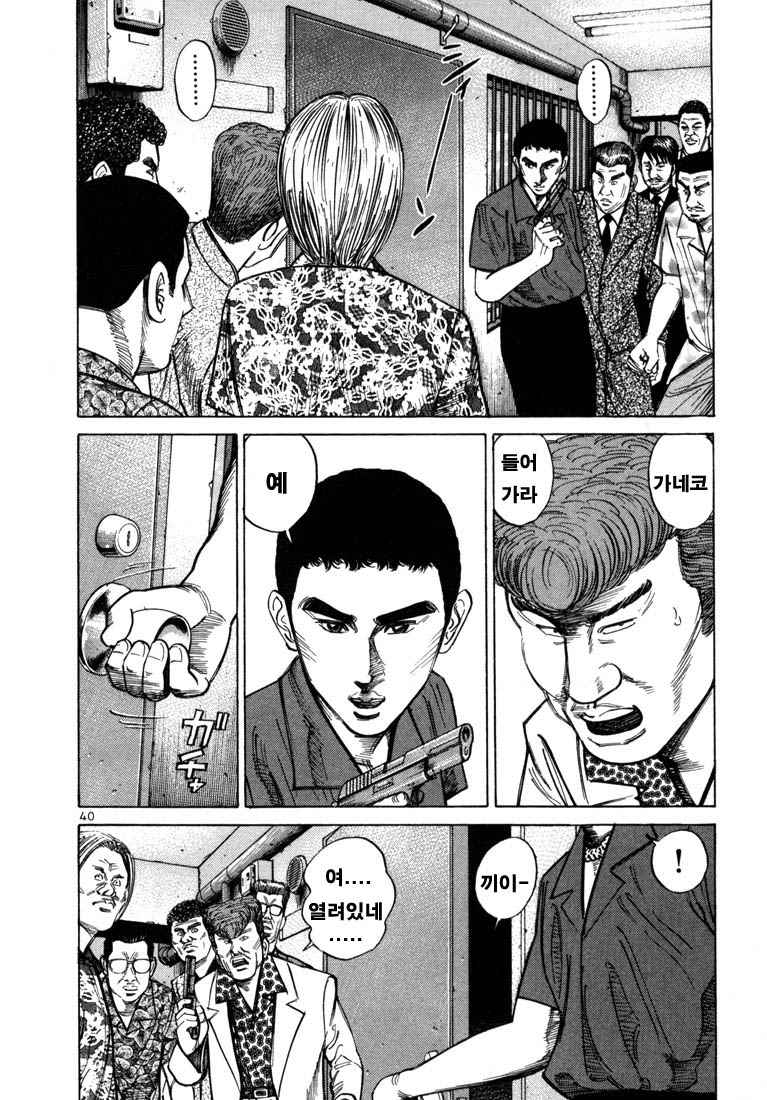 ……
……
가네코
들어
가라
예
ガチャ
40
!
끼이-
여....
열려있네
.....